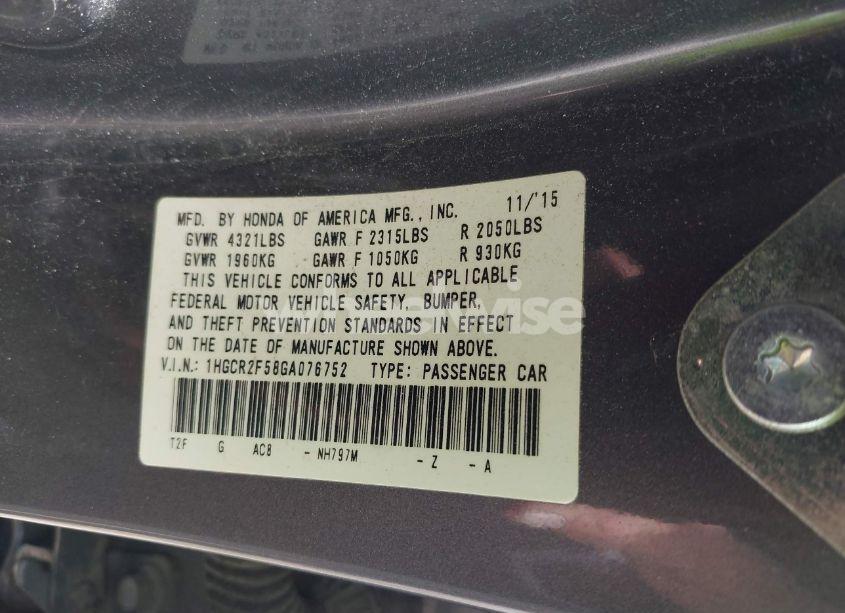 MFD. BY HONDA OF AMERICA MFG., INC. 11/'15
GVWR 4321LBS GAWR F 2315LBS R 2050LBS
GVWR 1960KG GAWR F 1050KG R 930KG
THIS VEHICLE CONFORMS TO ALL APPLICABLE
FEDERAL MOTOR VEHICLE SAFETY, BUMPER,
AND THEFT PREVENTION STANDARDS IN EFFECT
ON THE DATE OF MANUFACTURE SHOWN ABOVE.
V.I.N.: 1HGCR2F58GA076752 TYPE: PASSENGER CAR
T2F G AC8 - NH797M - Z - A